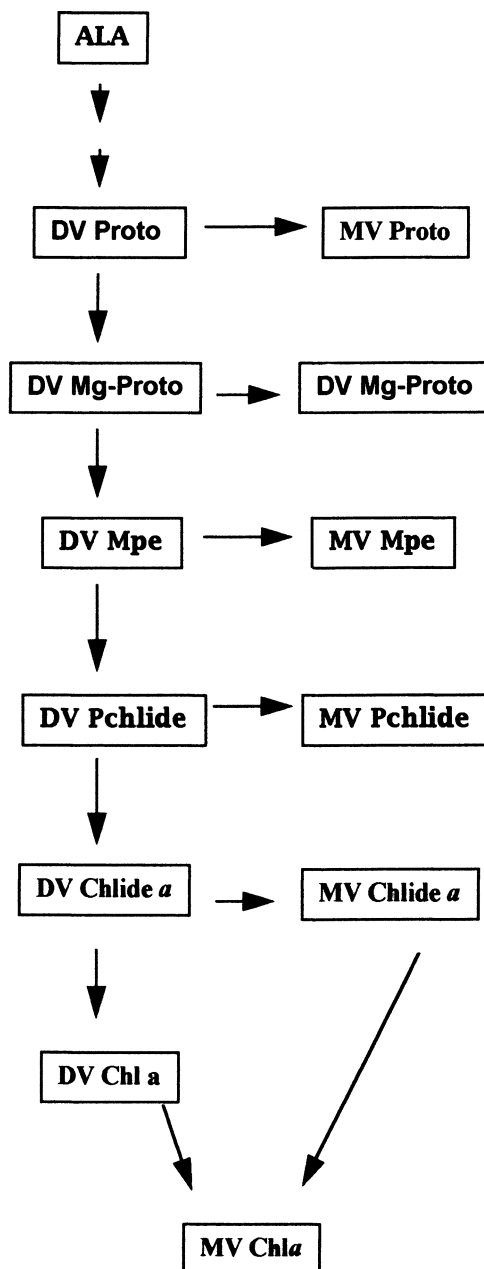 ALA
DV Proto
MV Proto
DV Mg-Proto
DV Mg-Proto
DV Mpe
MV Mpe
DV Pchlide
MV Pchlide
DV Chlide a
MV Chlide a
DV Chl a
MV Chla